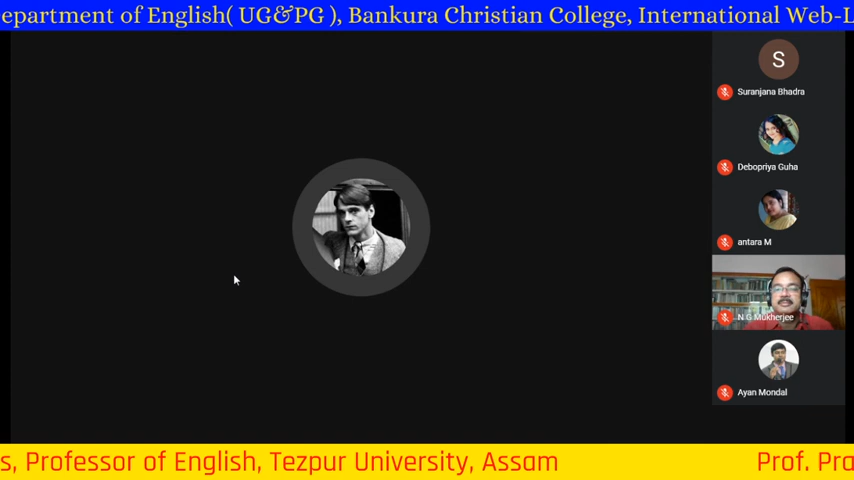 epartment of English( UG&PG ), Bankura Christian College, International Web-L
S
Suranjana Bhadra
Debopriya Guha
antara M
N G Mukherjee
Ayan Mondal
s, Professor of English, Tezpur University, Assam Prof. Pra